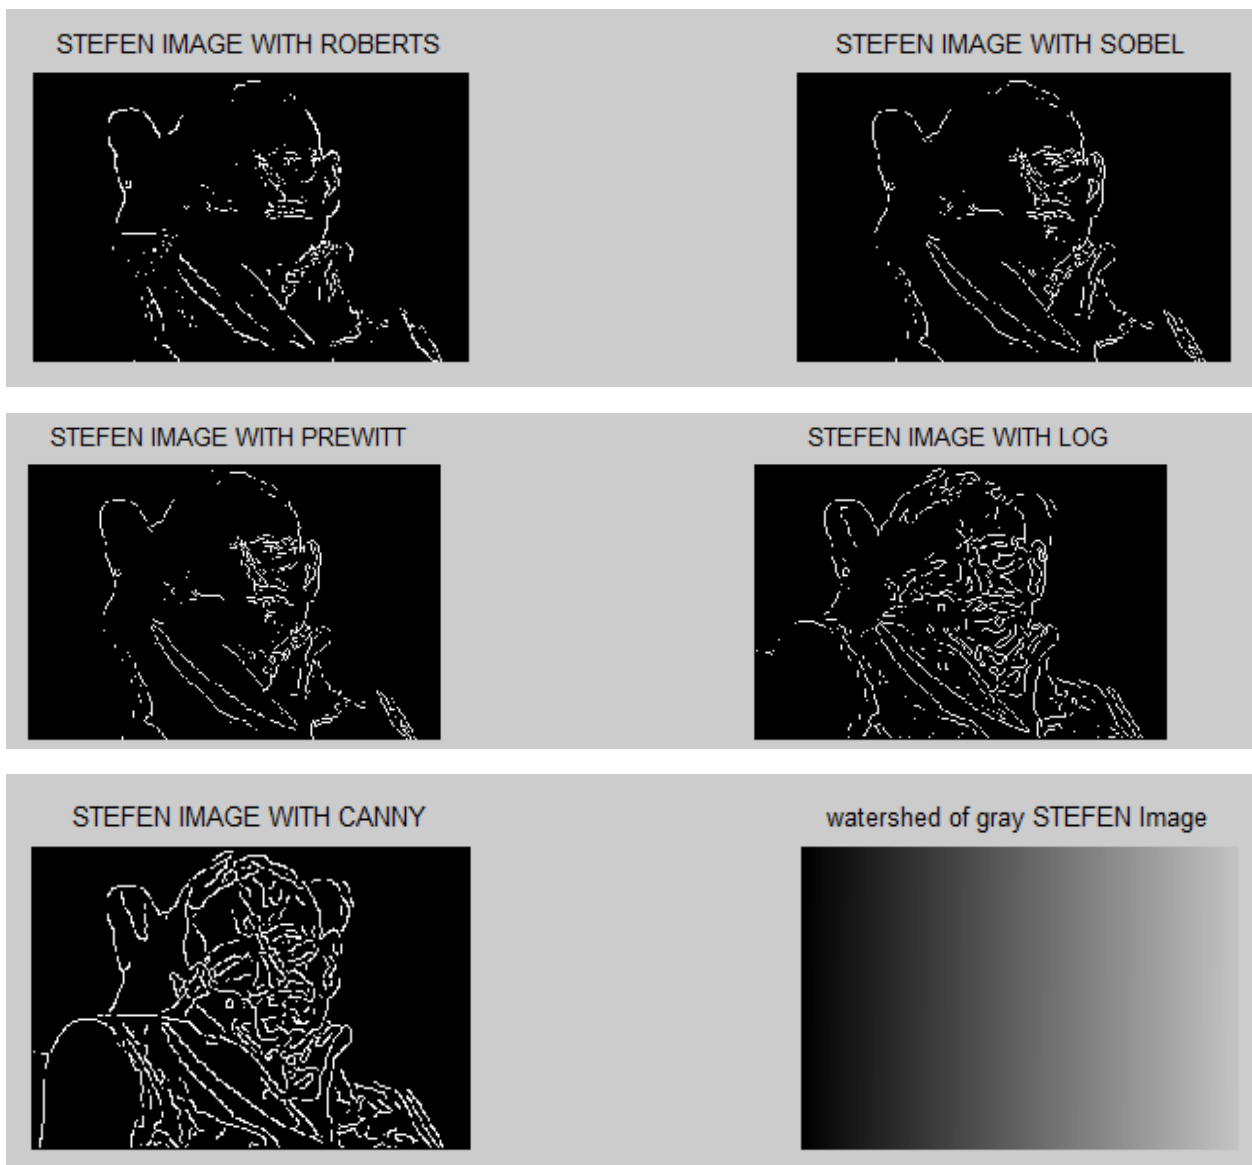 STEFEN IMAGE WITH ROBERTS
STEFEN IMAGE WITH SOBEL
STEFEN IMAGE WITH PREWITT
STEFEN IMAGE WITH LOG
STEFEN IMAGE WITH CANNY
watershed of gray STEFEN Image